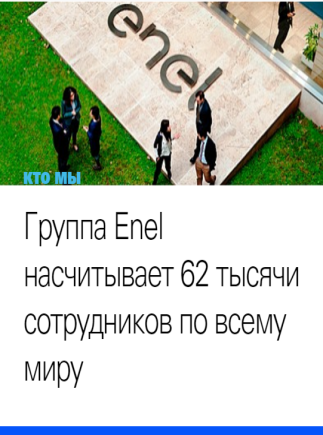 enel
КТО МЫ
Группа Enel
насчитывает 62 тысячи
сотрудников по всему
миру